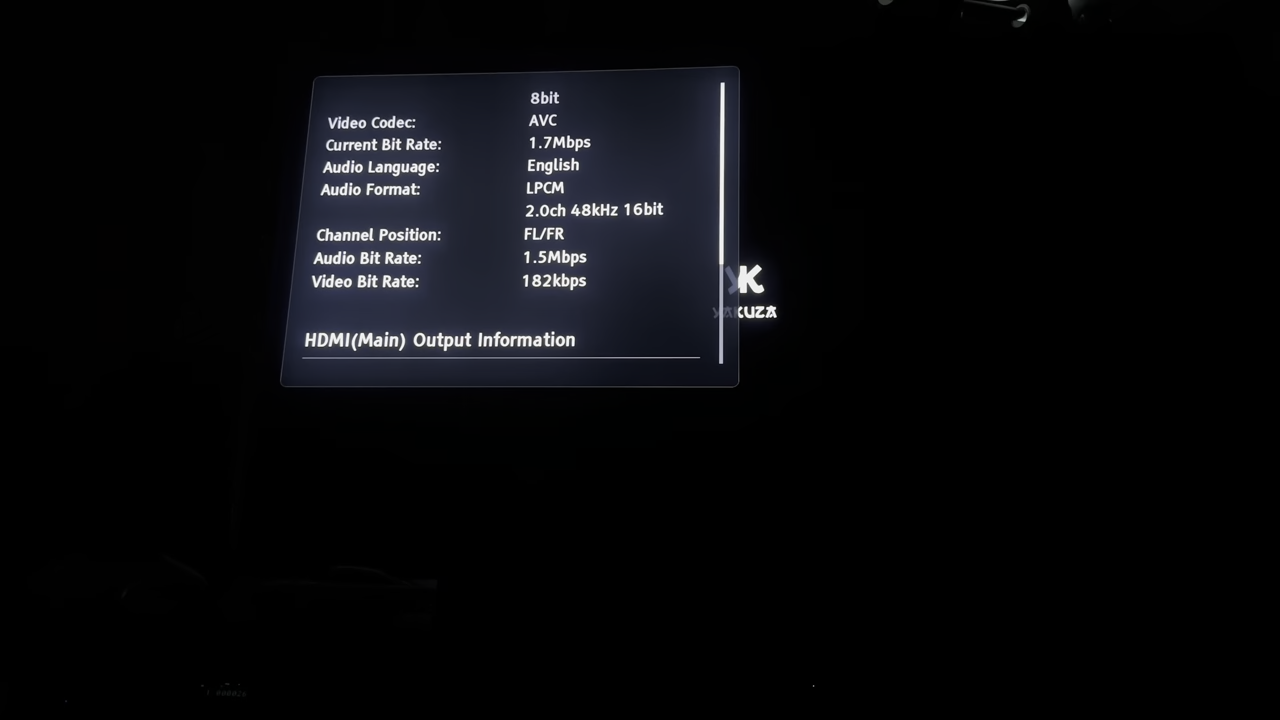 8bit
Video Codec: AVC
Current Bit Rate: 1.7Mbps
Audio Language: English
Audio Format: LPCM
2.0ch 48kHz 16bit
Channel Position: FL/FR
Audio Bit Rate: 1.5Mbps
Video Bit Rate: 182kbps
YK
YAKUZA
HDMI(Main) Output Information